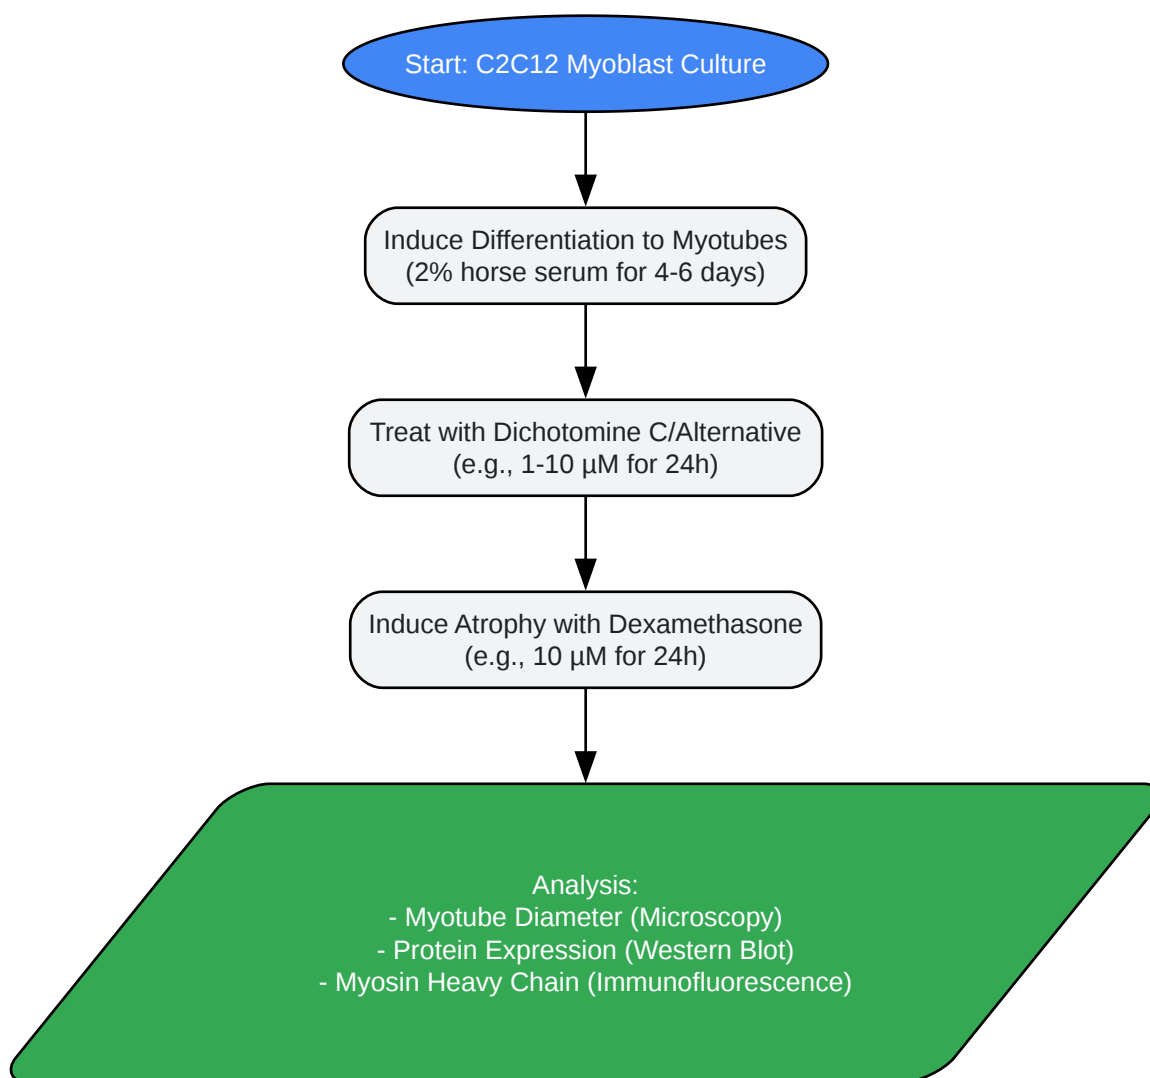 Start: C2C12 Myoblast Culture
Induce Differentiation to Myotubes
(2% horse serum for 4-6 days)
Treat with Dichotomine C/Alternative
(e.g., 1-10 µM for 24h)
Induce Atrophy with Dexamethasone
(e.g., 10 µM for 24h)
Analysis:
- Myotube Diameter (Microscopy)
- Protein Expression (Western Blot)
- Myosin Heavy Chain (Immunofluorescence)